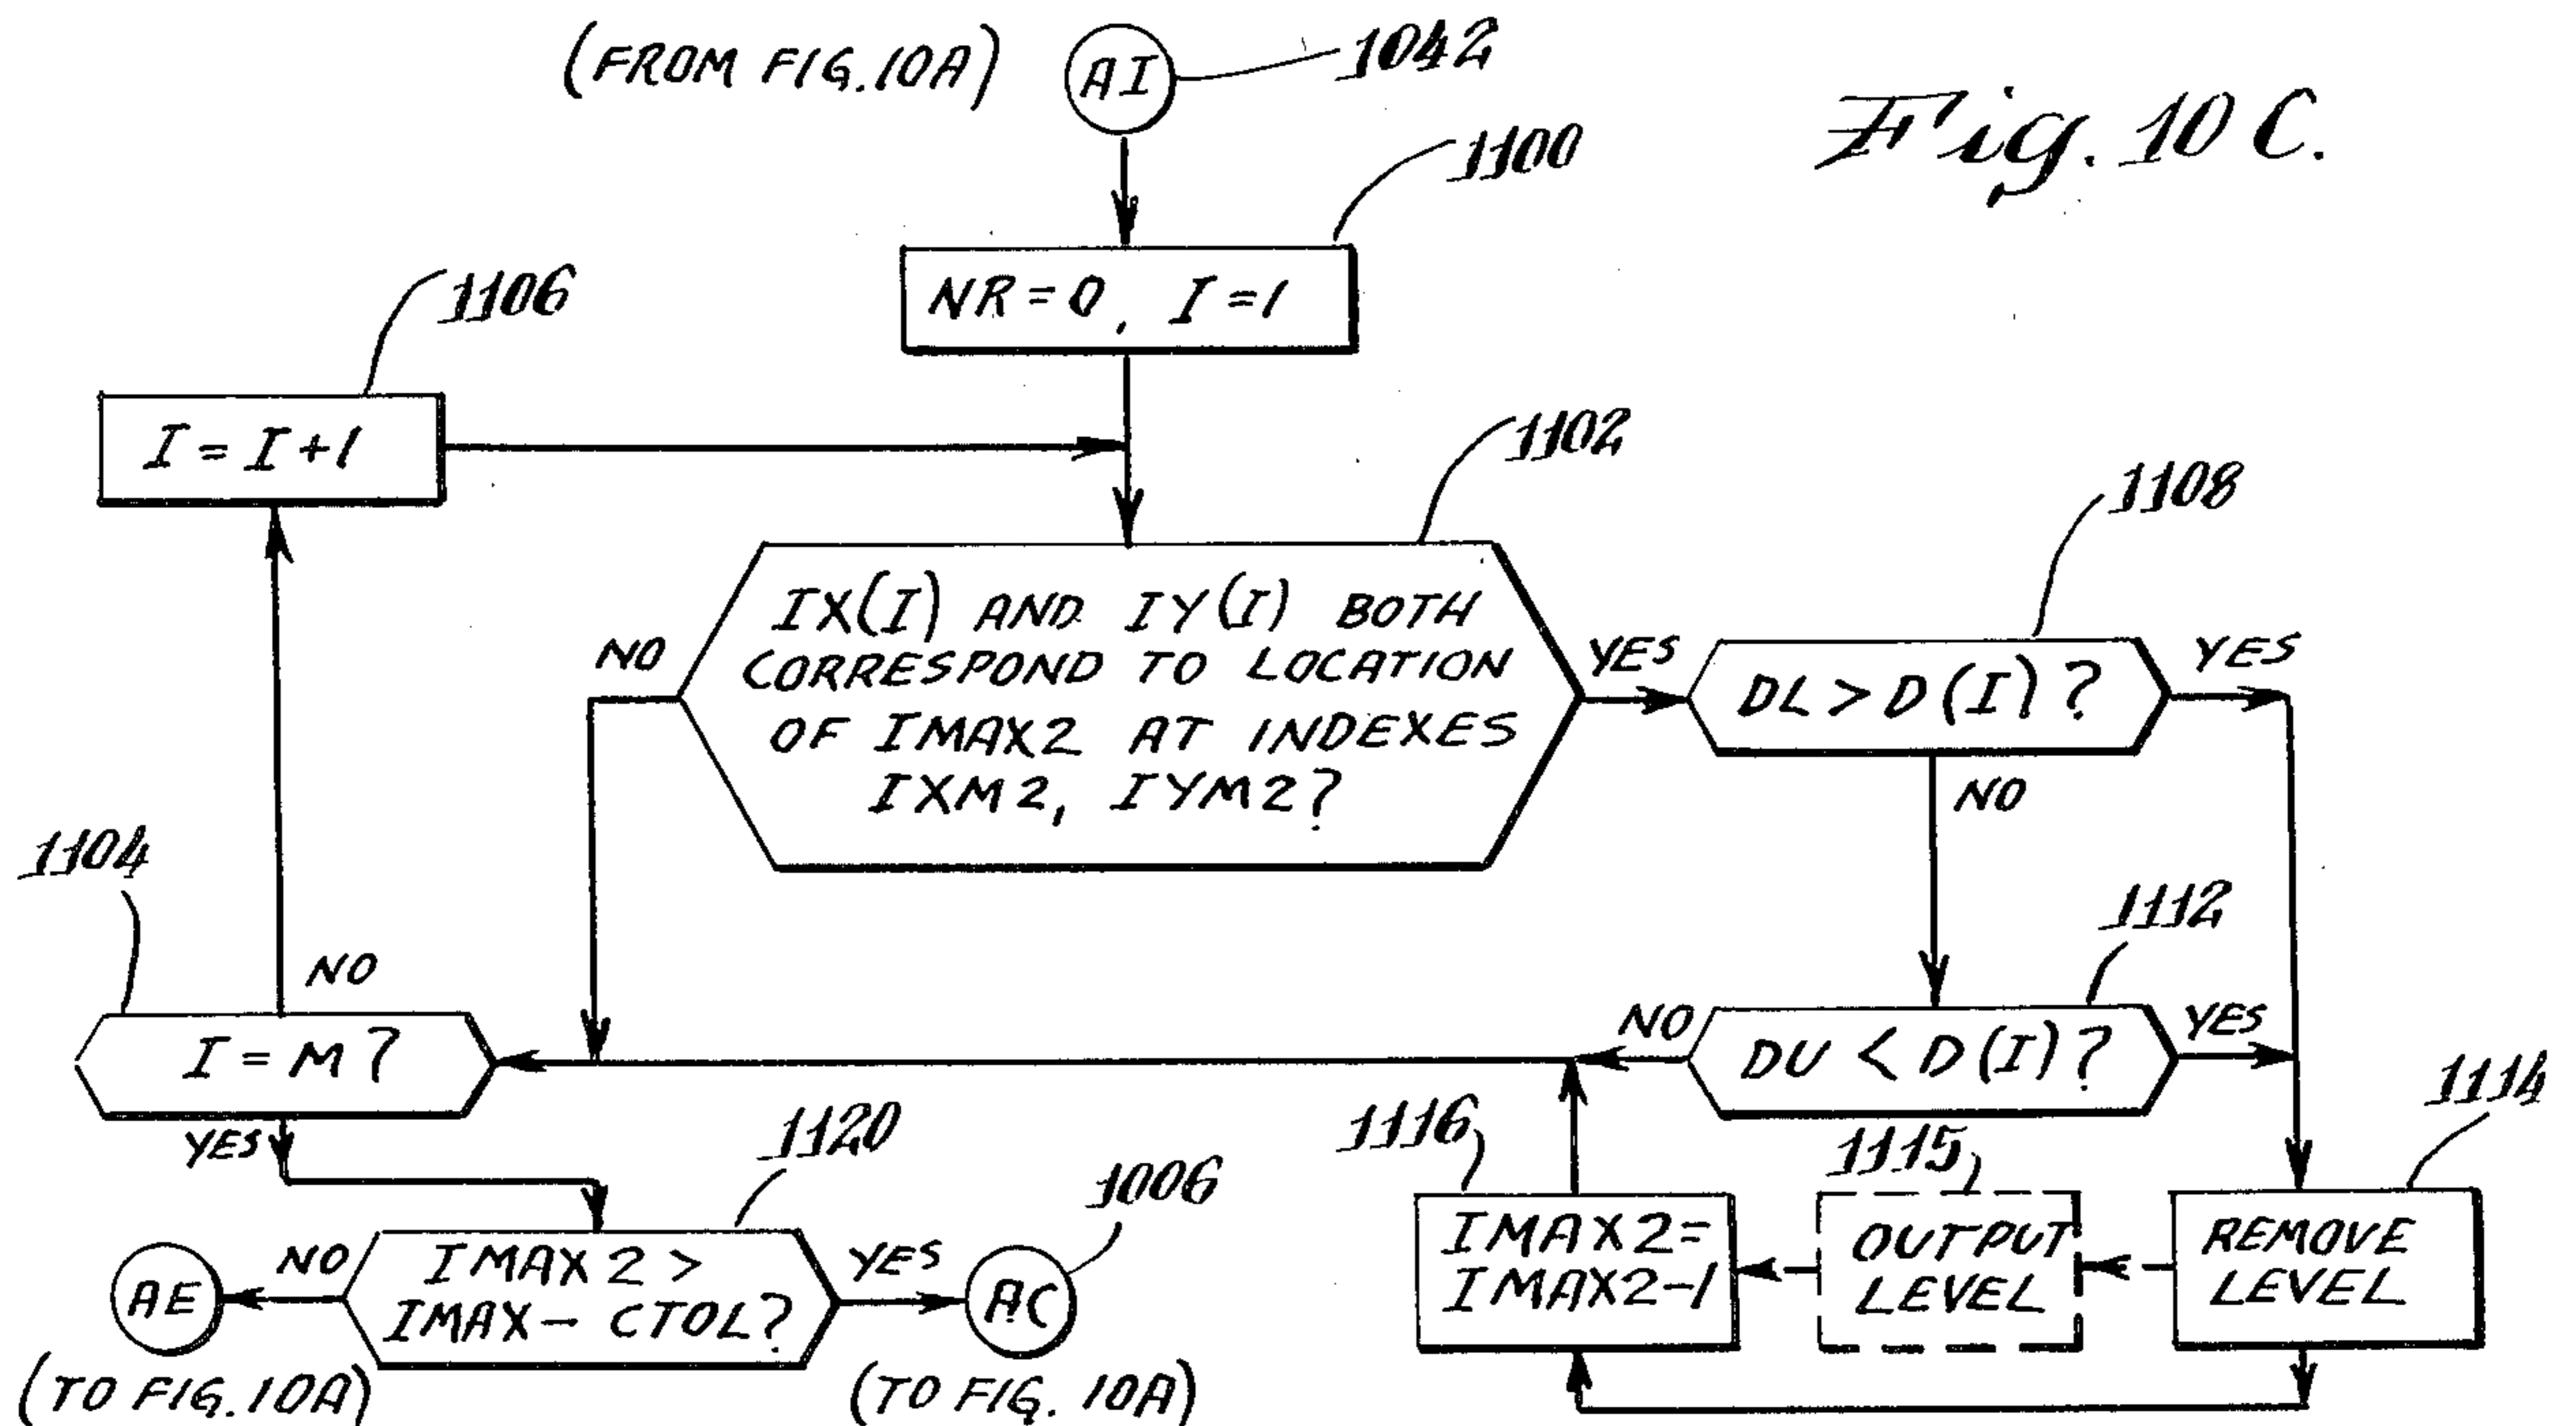 (FROM FIG. 10A)
AI
1042
Fig. 10 C.
1100
NR = 0, I = 1
1106
I = I + 1
1102
IX(I) AND IY(I) BOTH
CORRESPOND TO LOCATION
OF IMAX2 AT INDEXES
IXM2, IYM2?
NO
YES
1108
DL > D(I)?
YES
NO
1104
NO
I = M?
YES
1112
NO
DU < D(I)?
YES
1114
REMOVE
LEVEL
1115
OUTPUT
LEVEL
1116
IMAX2 =
IMAX2-1
1120
IMAX2 >
IMAX - CTOL?
NO
AE
(TO FIG. 10A)
YES
1006
AC
(TO FIG. 10A)